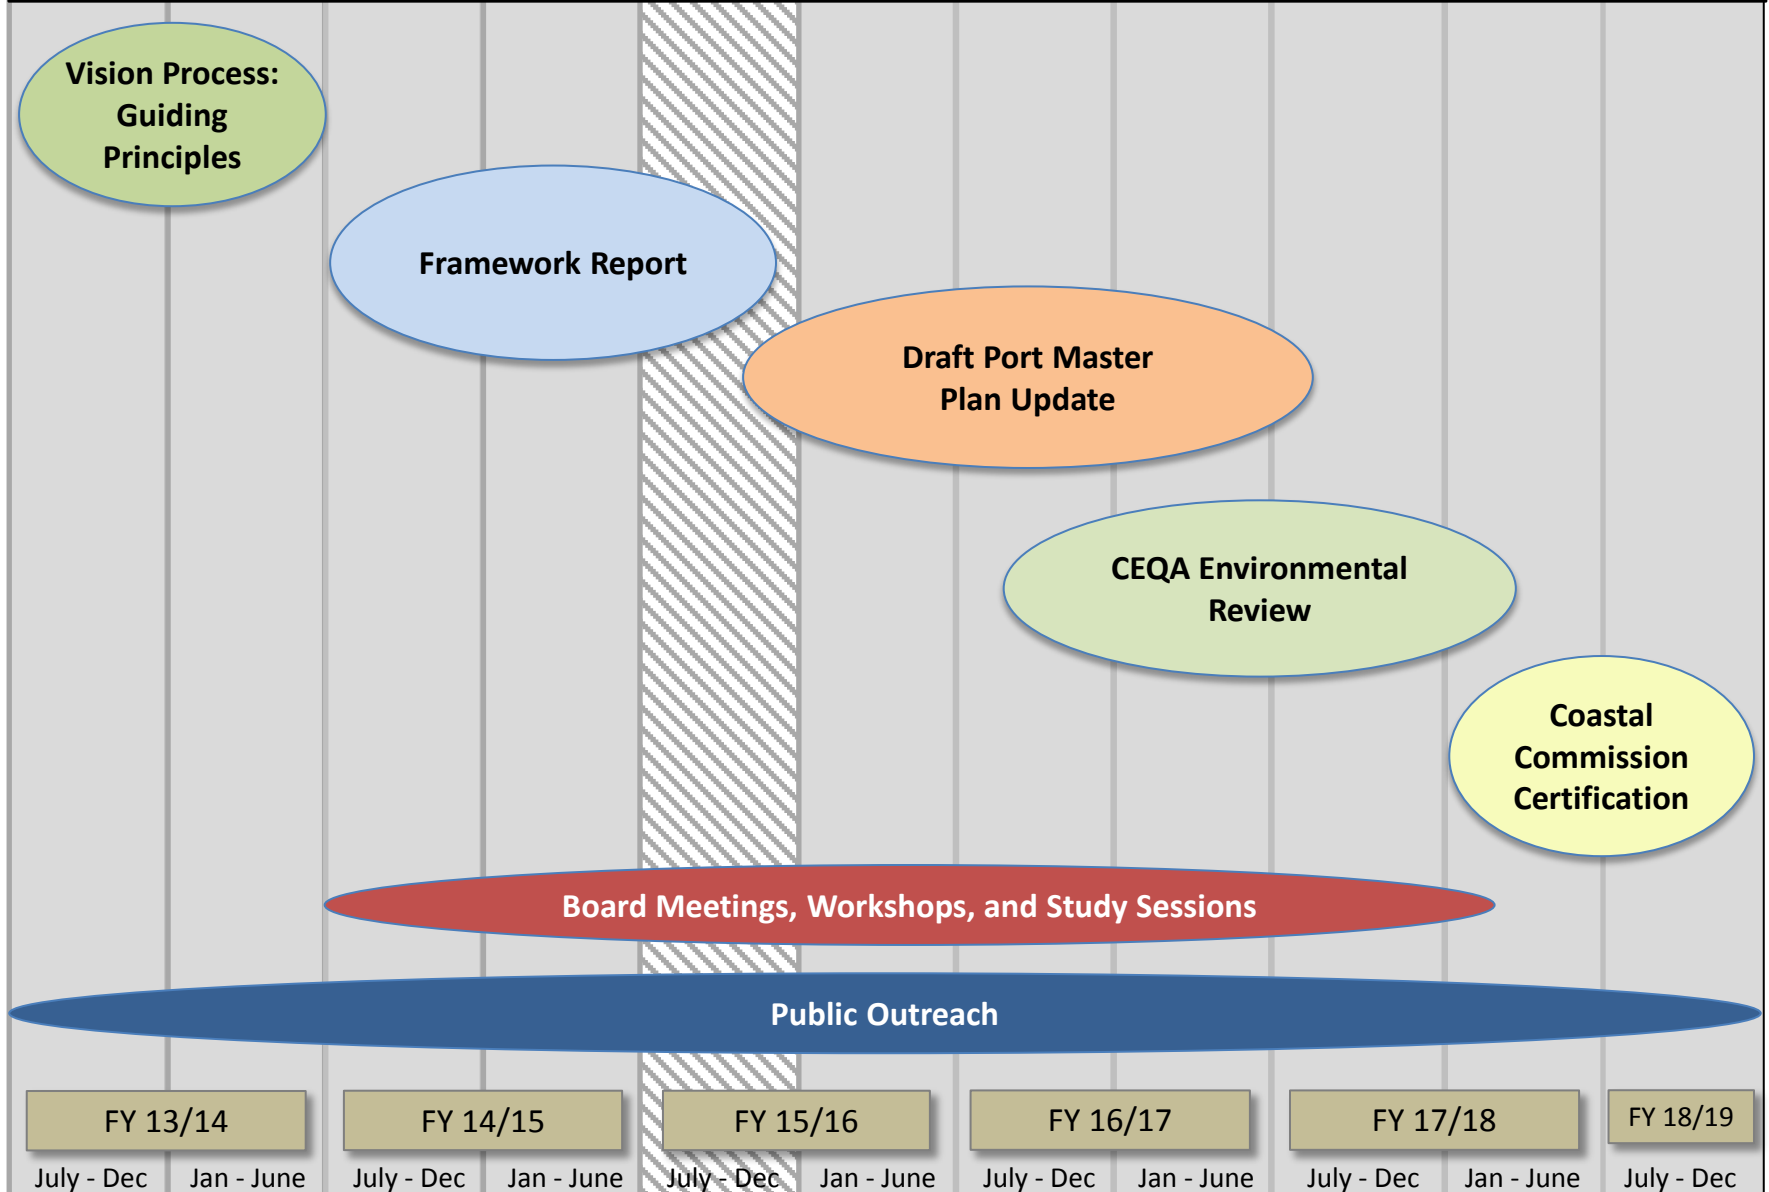 Vision Process:
Guiding
Principles
Framework Report
Draft Port Master
Plan Update
CEQA Environmental
Review
Coastal
Commission
Certification
Board Meetings, Workshops, and Study Sessions
Public Outreach
FY 13/14
FY 14/15
FY 15/16
FY 16/17
FY 17/18
FY 18/19
July - Dec
Jan - June
July - Dec
Jan - June
July - Dec
Jan - June
July - Dec
Jan - June
July - Dec
Jan - June
July - Dec